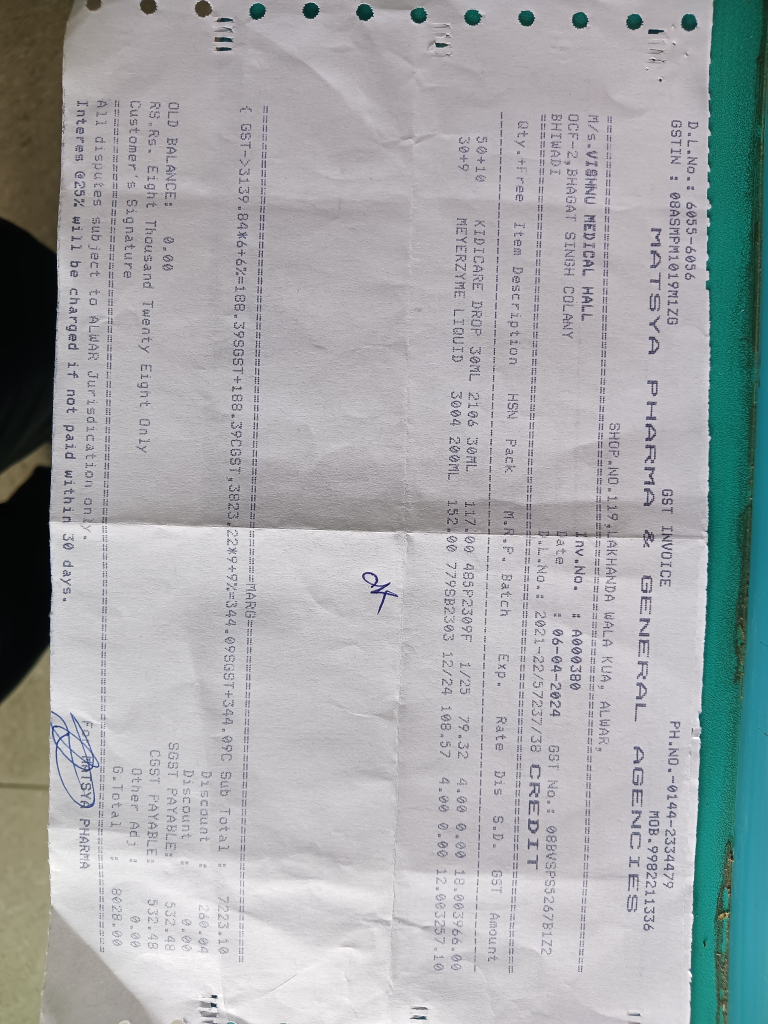 D.L.No.: 6055-6056 GST INVOICE PH.NO.-0144-2334479
GSTIN : 08ASMPM1019M1ZG MOB.9982211336
MATSYA PHARMA & GENERAL AGENCIES
SHOP.NO.119,LAKHANDA WALA KUA, ALWAR,
M/s.VISHNU MEDICAL HALL Inv.No. : A000380
OCF-2,BHAGAT SINGH COLANY Date : 06-04-2024 GST No.: 08BVSPS5267B1Z2
BHIWADI D.L.No.: 2021-22/57237/38 CREDIT
Qty.+Free Item Description HSN Pack M.R.P. Batch Exp. Rate Dis S.D. GST Amount
50+10 KIDICARE DROP 30ML 2106 30ML 117.00 485P2309F 1/25 79.32 4.00 0.00 18.003966.00
30+9 MEYERZYME LIQUID 3004 200ML 152.00 779SB2303 12/24 108.57 4.00 0.00 12.003257.10
OK
MARG
{ GST->3139.84*6+6%=188.39SGST+188.39CGST,3823.22*9+9%=344.09SGST+344.09C Sub Total : 7223.10
Discount : 260.04
Discount : 0.00
OLD BALANCE: 0.00 SGST PAYABLE: 532.48
RS.Rs. Eight Thousand Twenty Eight Only CGST PAYABLE: 532.48
Customer's Signature Other Adj : 0.00
G.Total : 8028.00
All disputes subject to ALWAR Jurisdication only.
Interes @25% will be charged if not paid within 30 days. For MATSYA PHARMA